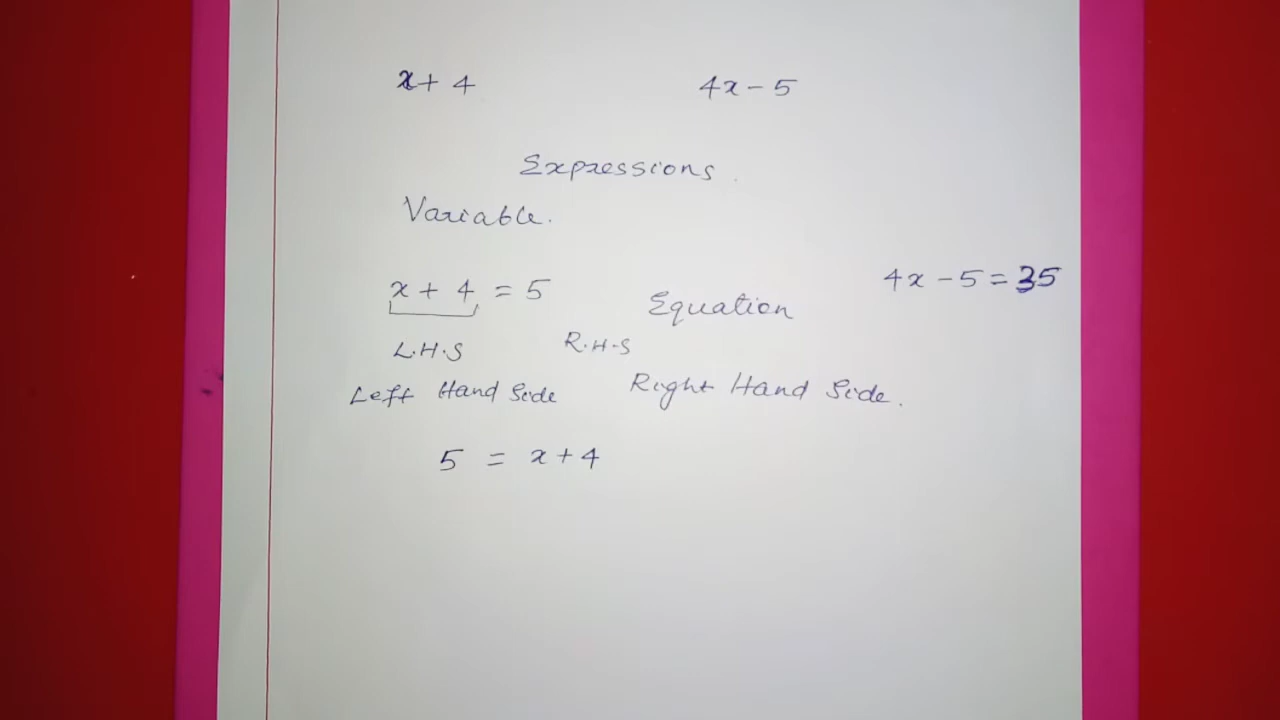 x + 4 4x - 5
Expressions.
Variable.
x + 4 = 5 Equation 4x - 5 = 35
L.H.S R.H.S
Left Hand Side Right Hand Side.
5 = x + 4